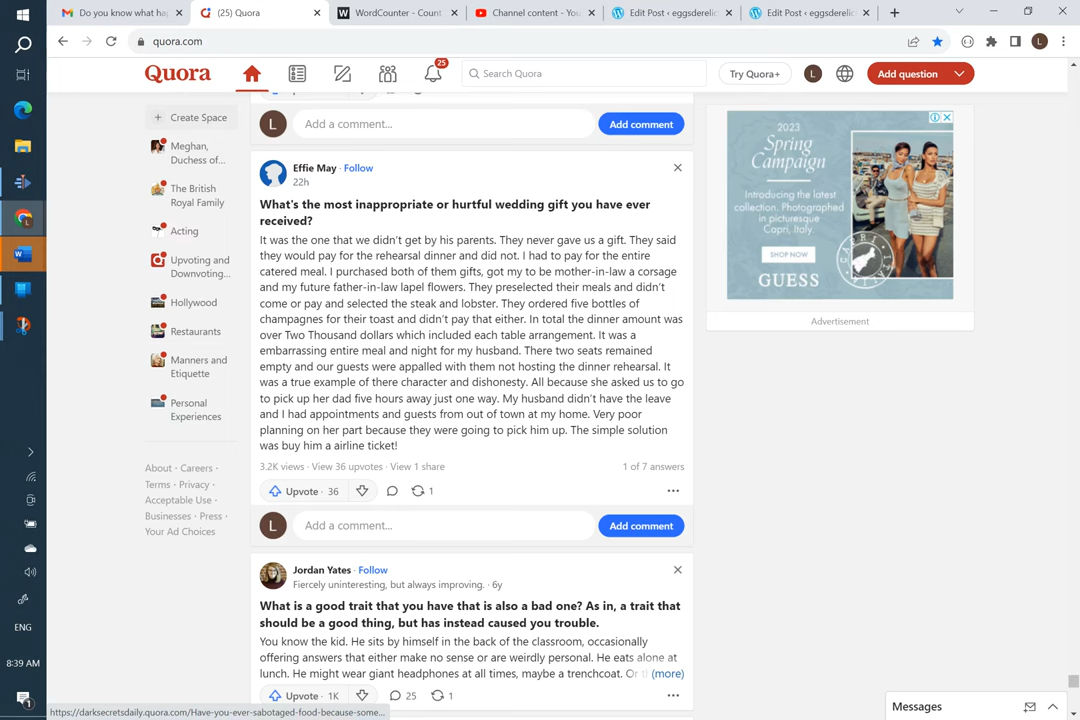 Do you know what ha
(25) Quora
WordCounter - Count
Channel content - You
Edit Post ‹ eggsderelic
Edit Post ‹ eggsderelic
quora.com
Quora
25
Search Quora
Try Quora+
L
Add question
Create Space
Meghan,
Duchess of...
The British
Royal Family
Acting
Upvoting and
Downvoting...
Hollywood
Restaurants
Manners and
Etiquette
Personal
Experiences
About · Careers ·
Terms · Privacy ·
Acceptable Use ·
Businesses · Press ·
Your Ad Choices
L
Add a comment...
Add comment
Effie May · Follow
22h
What's the most inappropriate or hurtful wedding gift you have ever
received?
It was the one that we didn't get by his parents. They never gave us a gift. They said
they would pay for the rehearsal dinner and did not. I had to pay for the entire
catered meal. I purchased both of them gifts, got my to be mother-in-law a corsage
and my future father-in-law lapel flowers. They preselected their meals and didn't
come or pay and selected the steak and lobster. They ordered five bottles of
champagnes for their toast and didn't pay that either. In total the dinner amount was
over Two Thousand dollars which included each table arrangement. It was a
embarrassing entire meal and night for my husband. There two seats remained
empty and our guests were appalled with them not hosting the dinner rehearsal. It
was a true example of there character and dishonesty. All because she asked us to go
to pick up her dad five hours away just one way. My husband didn't have the leave
and I had appointments and guests from out of town at my home. Very poor
planning on her part because they were going to pick him up. The simple solution
was buy him a airline ticket!
3.2K views · View 36 upvotes · View 1 share
1 of 7 answers
Upvote · 36
1
L
Add a comment...
Add comment
Jordan Yates · Follow
Fiercely uninteresting, but always improving. · 6y
What is a good trait that you have that is also a bad one? As in, a trait that
should be a good thing, but has instead caused you trouble.
You know the kid. He sits by himself in the back of the classroom, occasionally
offering answers that either make no sense or are weirdly personal. He eats alone at
lunch. He might wear giant headphones at all times, maybe a trenchcoat. Or t (more)
Upvote · 1K
25
1
2023
Spring
Campaign
Introducing the latest
collection. Photographed
in picturesque
Capri, Italy.
SHOP NOW
GUESS
CAPRI
Advertisement
Messages
ENG
8:39 AM
1
https://darksecretsdaily.quora.com/Have-you-ever-sabotaged-food-because-some...